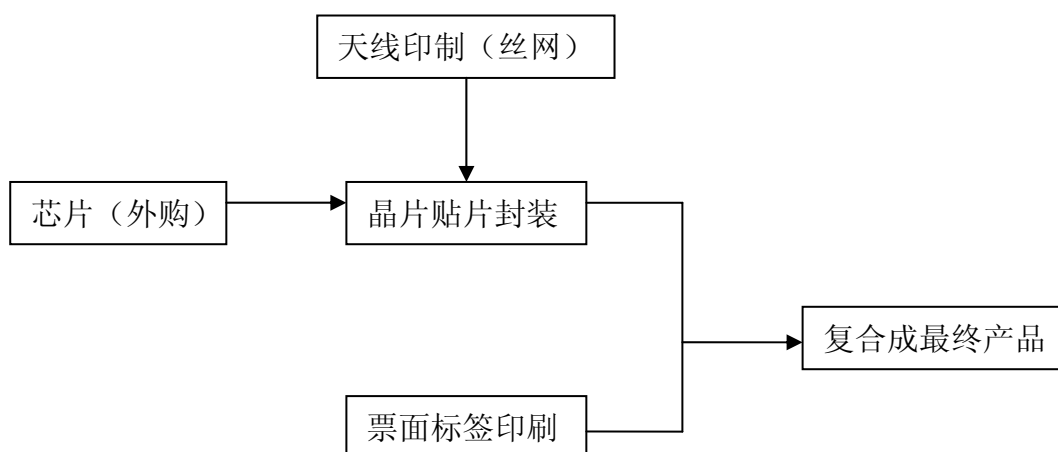 天线印制（丝网）
芯片（外购）
晶片贴片封装
复合成最终产品
票面标签印刷